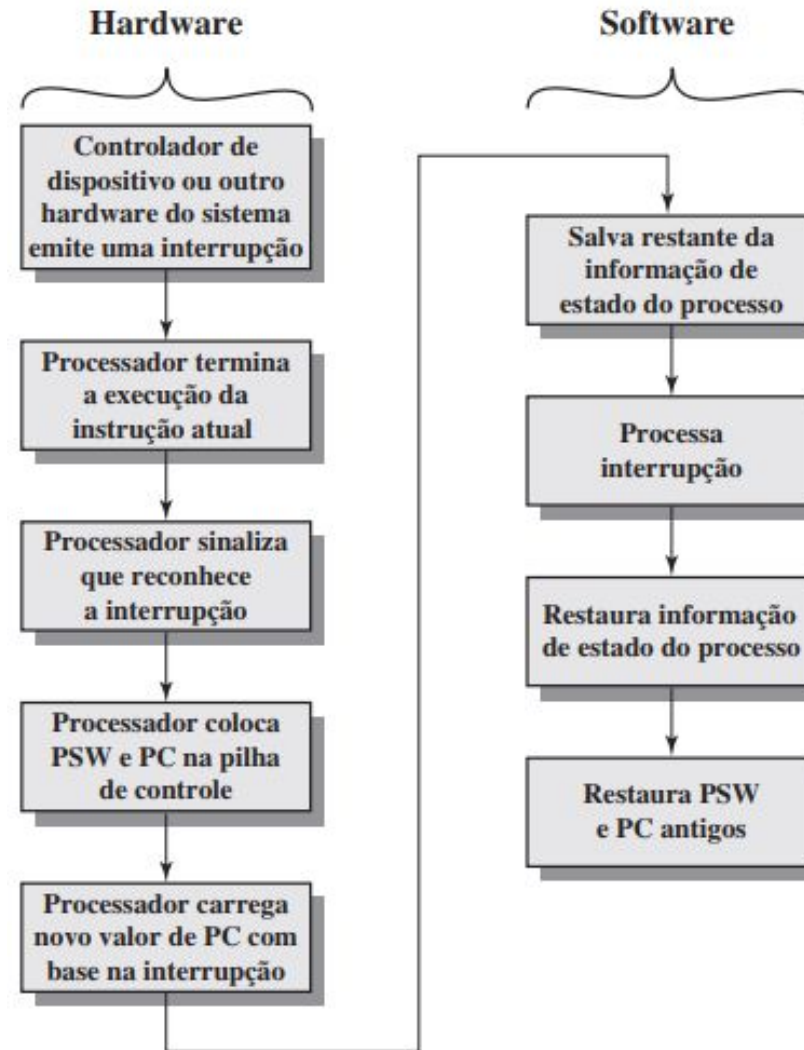 Hardware
Controlador de
dispositivo ou outro
hardware do sistema
emite uma interrupção
Processador termina
a execução da
instrução atual
Processador sinaliza
que reconhece
a interrupção
Processador coloca
PSW e PC na pilha
de controle
Processador carrega
novo valor de PC com
base na interrupção
Software
Salva restante da
informação de
estado do processo
Processa
interrupção
Restaura informação
de estado do processo
Restaura PSW
e PC antigos